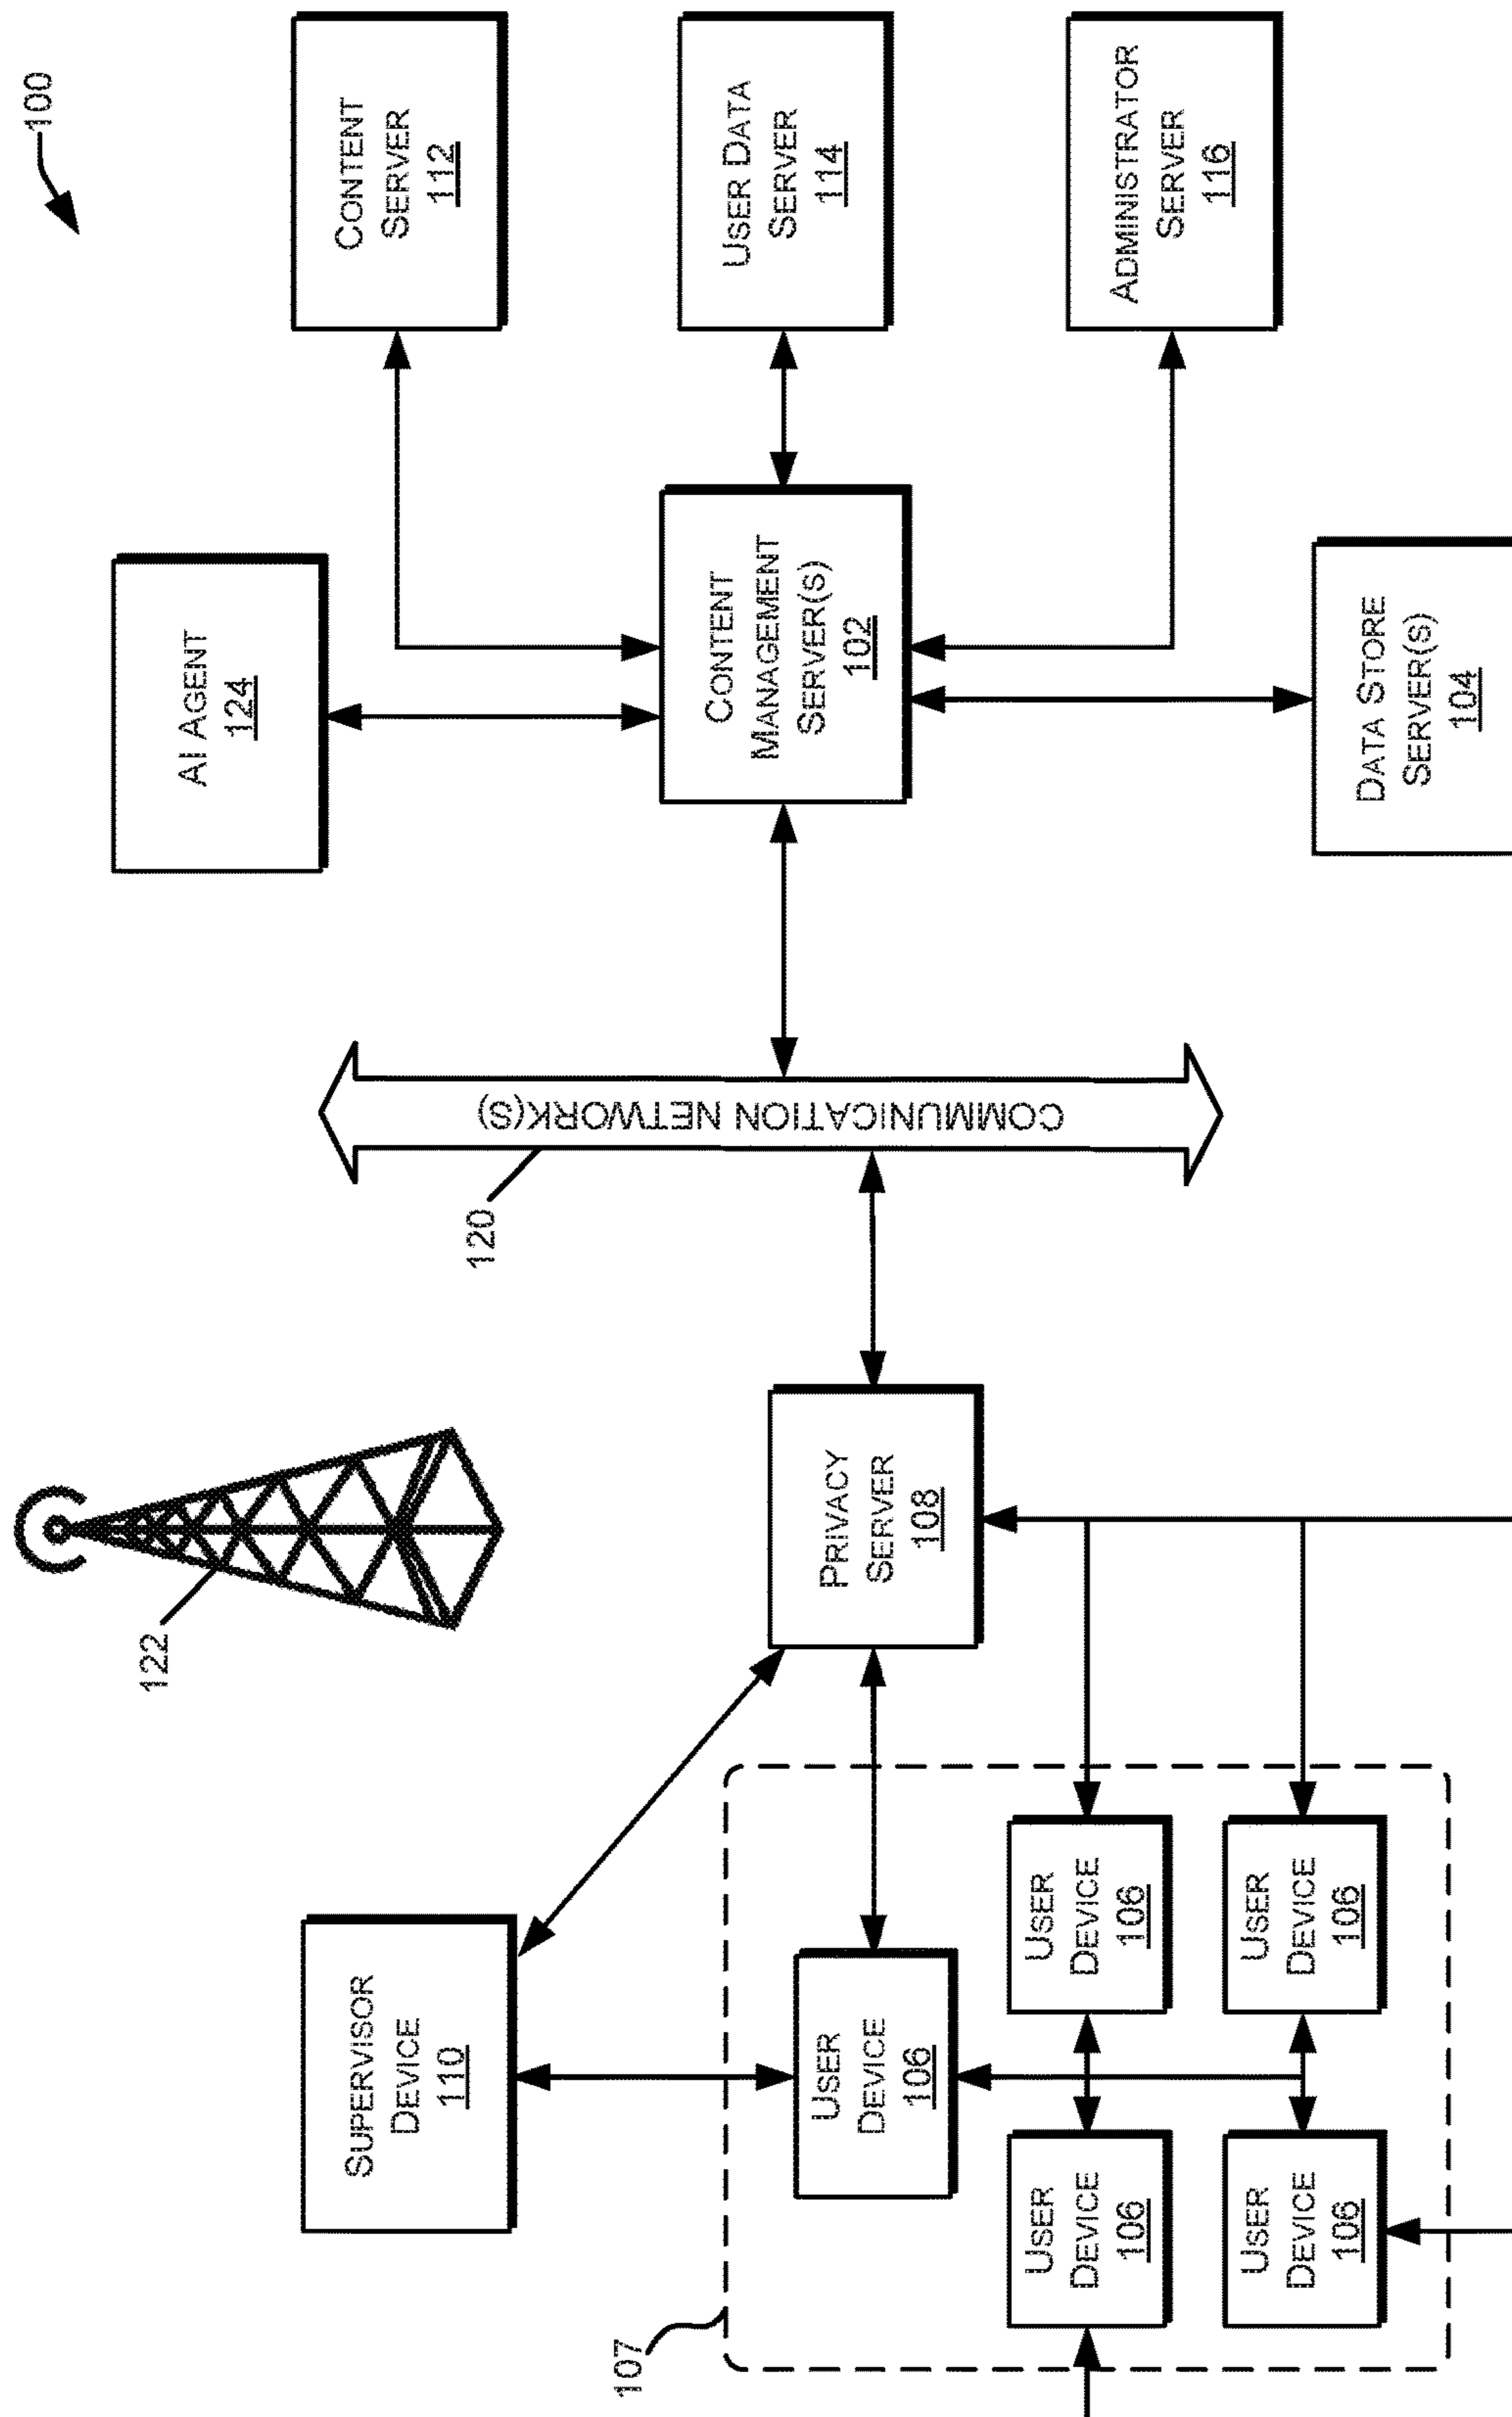 100
CONTENT
SERVER
112
USER DATA
SERVER
114
ADMINISTRATOR
SERVER
116
AI AGENT
124
CONTENT
MANAGEMENT
SERVER(S)
102
DATA STORE
SERVER(S)
104
COMMUNICATION NETWORK(S)
120
122
PRIVACY
SERVER
108
SUPERVISOR
DEVICE
110
USER
DEVICE
106
USER
DEVICE
106
USER
DEVICE
106
USER
DEVICE
106
USER
DEVICE
106
107